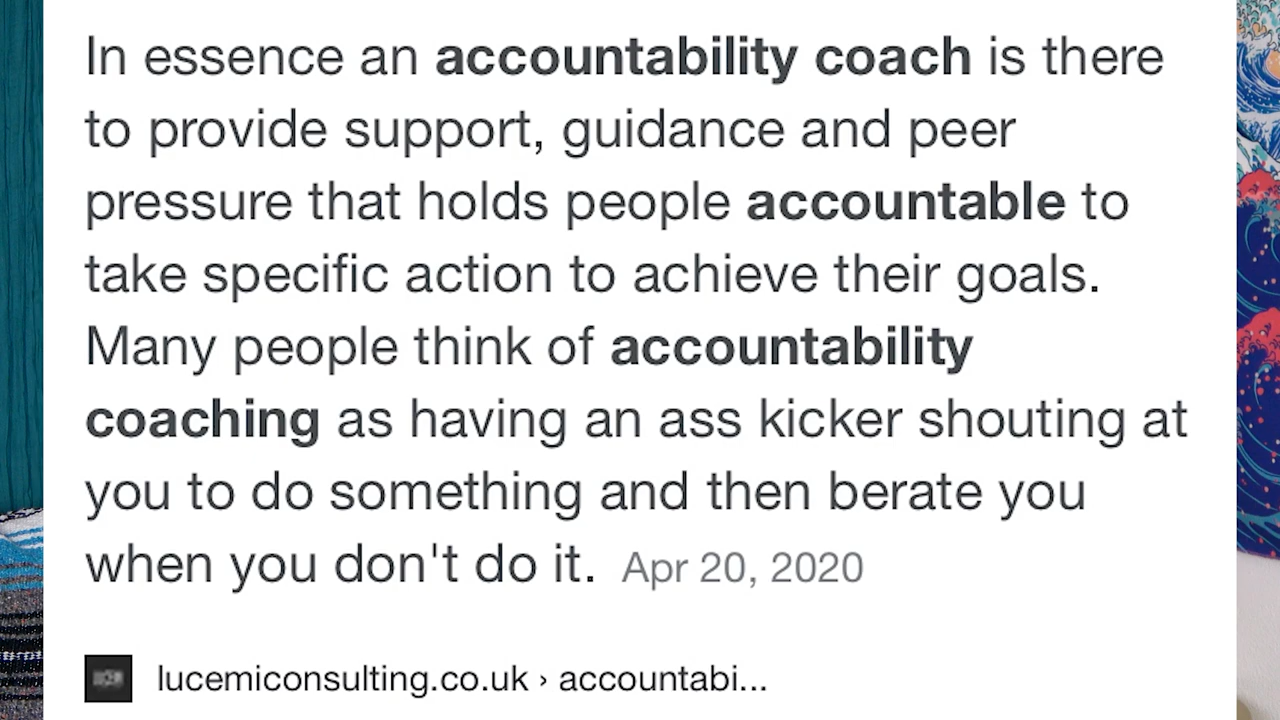 In essence an accountability coach is there
to provide support, guidance and peer
pressure that holds people accountable to
take specific action to achieve their goals.
Many people think of accountability
coaching as having an ass kicker shouting at
you to do something and then berate you
when you don't do it. Apr 20, 2020
lucemiconsulting.co.uk › accountabi...